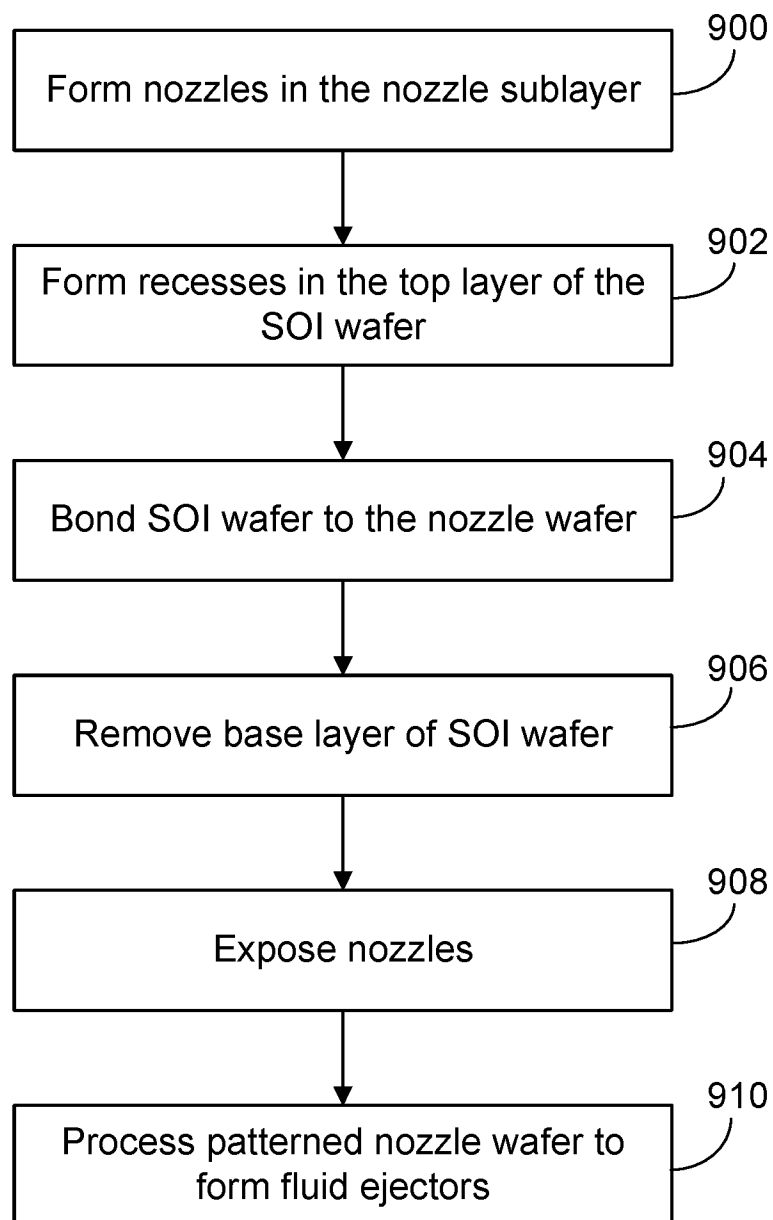 900
Form nozzles in the nozzle sublayer
902
Form recesses in the top layer of the
SOI wafer
904
Bond SOI wafer to the nozzle wafer
906
Remove base layer of SOI wafer
908
Expose nozzles
910
Process patterned nozzle wafer to
form fluid ejectors